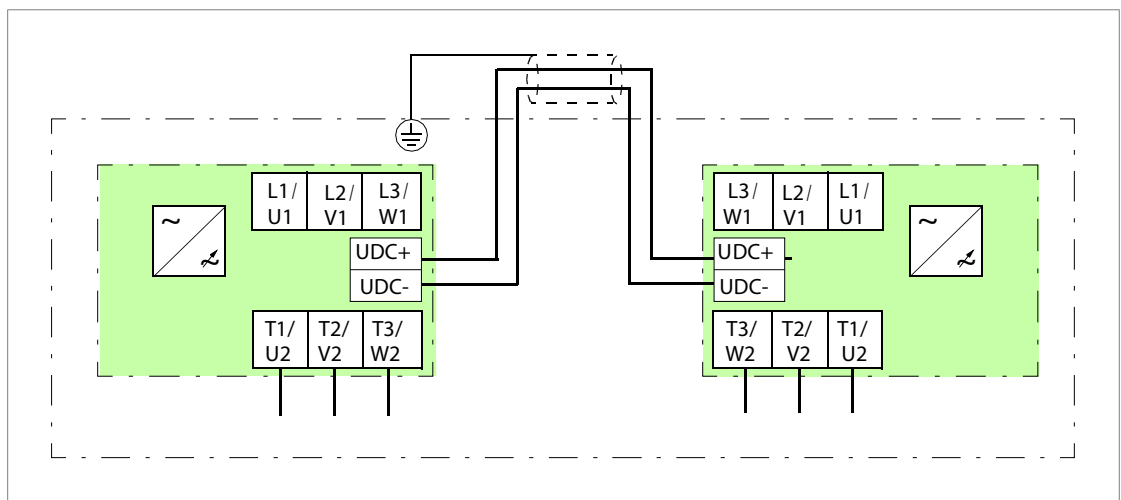 L1/ L2/ L3/
U1 V1 W1
L3/ L2/ L1/
W1 V1 U1
~
~
UDC+
UDC-
UDC+
UDC-
T1/ T2/ T3/
U2 V2 W2
T3/ T2/ T1/
W2 V2 U2